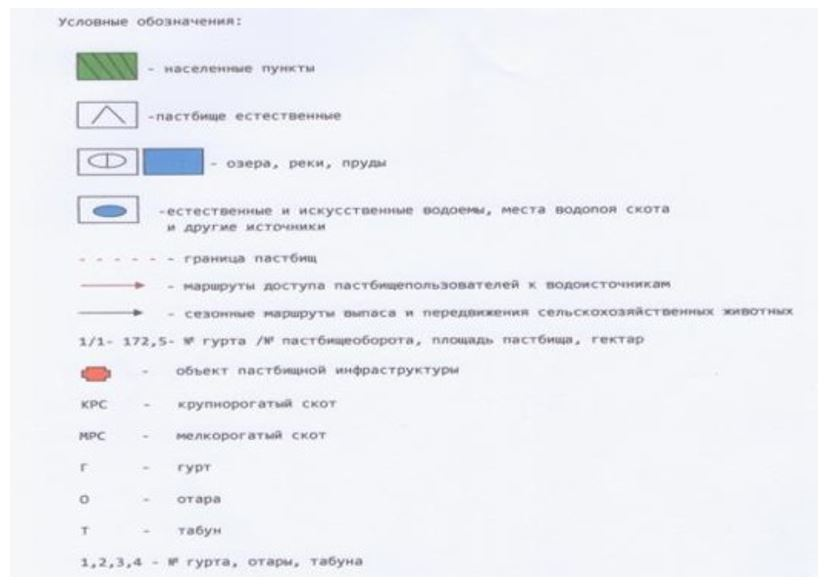 Условные обозначения:
- населенные пункты
-пастбище естественные
- озера, реки, пруды
-естественные и искусственные водоемы, места водопоя скота
и другие источники
- граница пастбищ
- маршруты доступа пастбищепользователей к водоисточникам
- сезонные маршруты выпаса и передвижения сельскохозяйственных животных
1/1- 172,5- № гурта /№ пастбищеоборота, площадь пастбища, гектар
- объект пастбищной инфраструктуры
КРС - крупнорогатый скот
МРС - мелкорогатый скот
Г - гурт
О - отара
Т - табун
1,2,3,4 - № гурта, отары, табуна